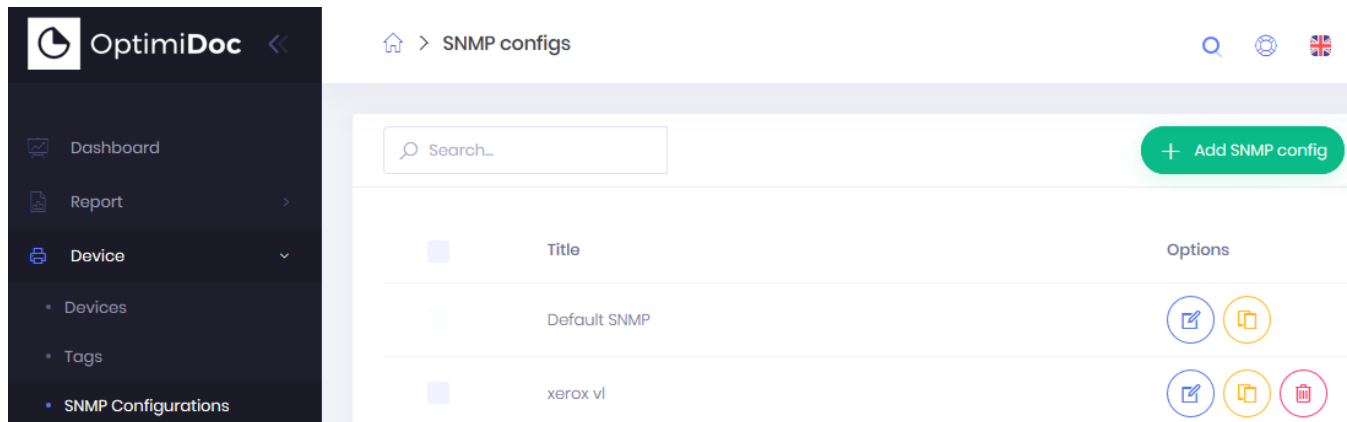 OptimiDoc
SNMP configs
Dashboard
Report
Device
Devices
Tags
SNMP Configurations
Search...
Add SNMP config
Title
Options
Default SNMP
xerox vl